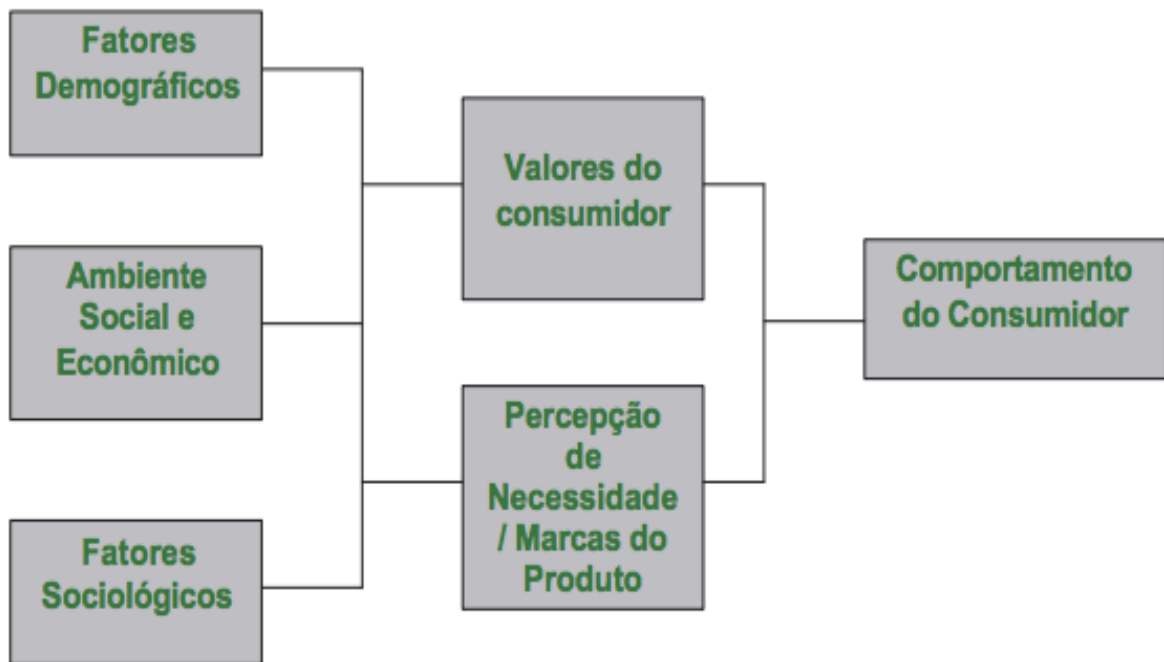 Fatores
Demográficos
Ambiente
Social e
Econômico
Fatores
Sociológicos
Valores do
consumidor
Percepção
de
Necessidade
/ Marcas do
Produto
Comportamento
do Consumidor